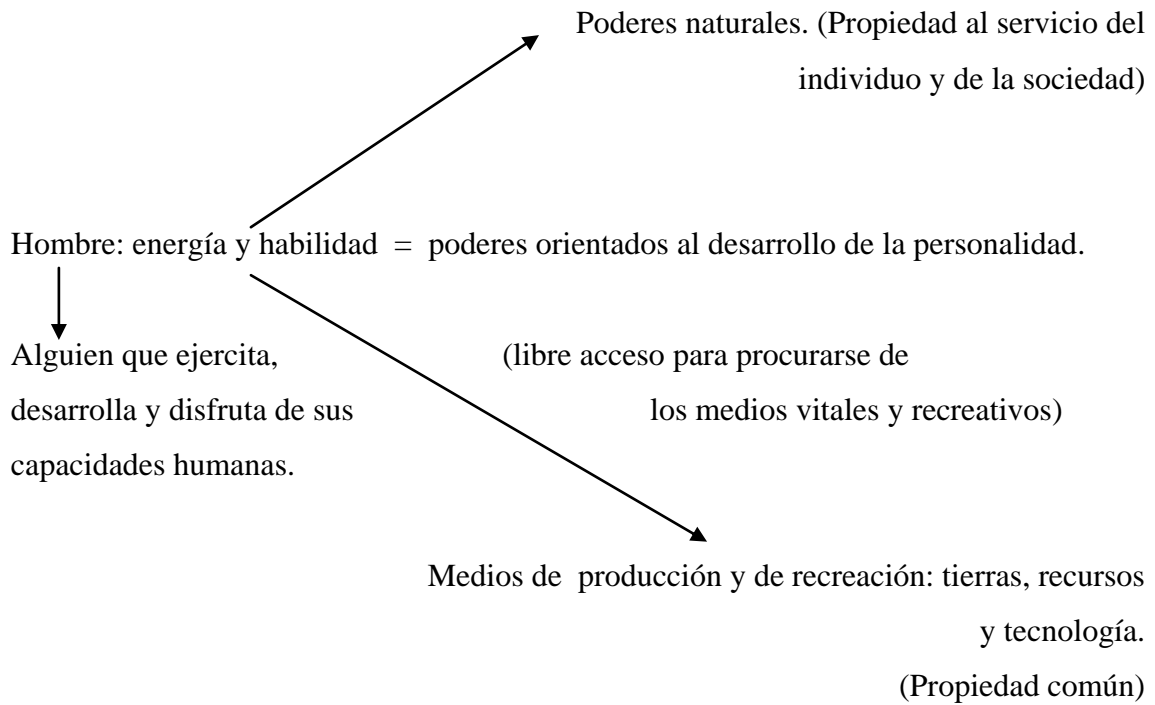 Poderes naturales. (Propiedad al servicio del
individuo y de la sociedad)
Hombre: energía y habilidad = poderes orientados al desarrollo de la personalidad.
Alguien que ejercita,
desarrolla y disfruta de sus
capacidades humanas.
(libre acceso para procurarse de
los medios vitales y recreativos)
Medios de producción y de recreación: tierras, recursos
y tecnología.
(Propiedad común)